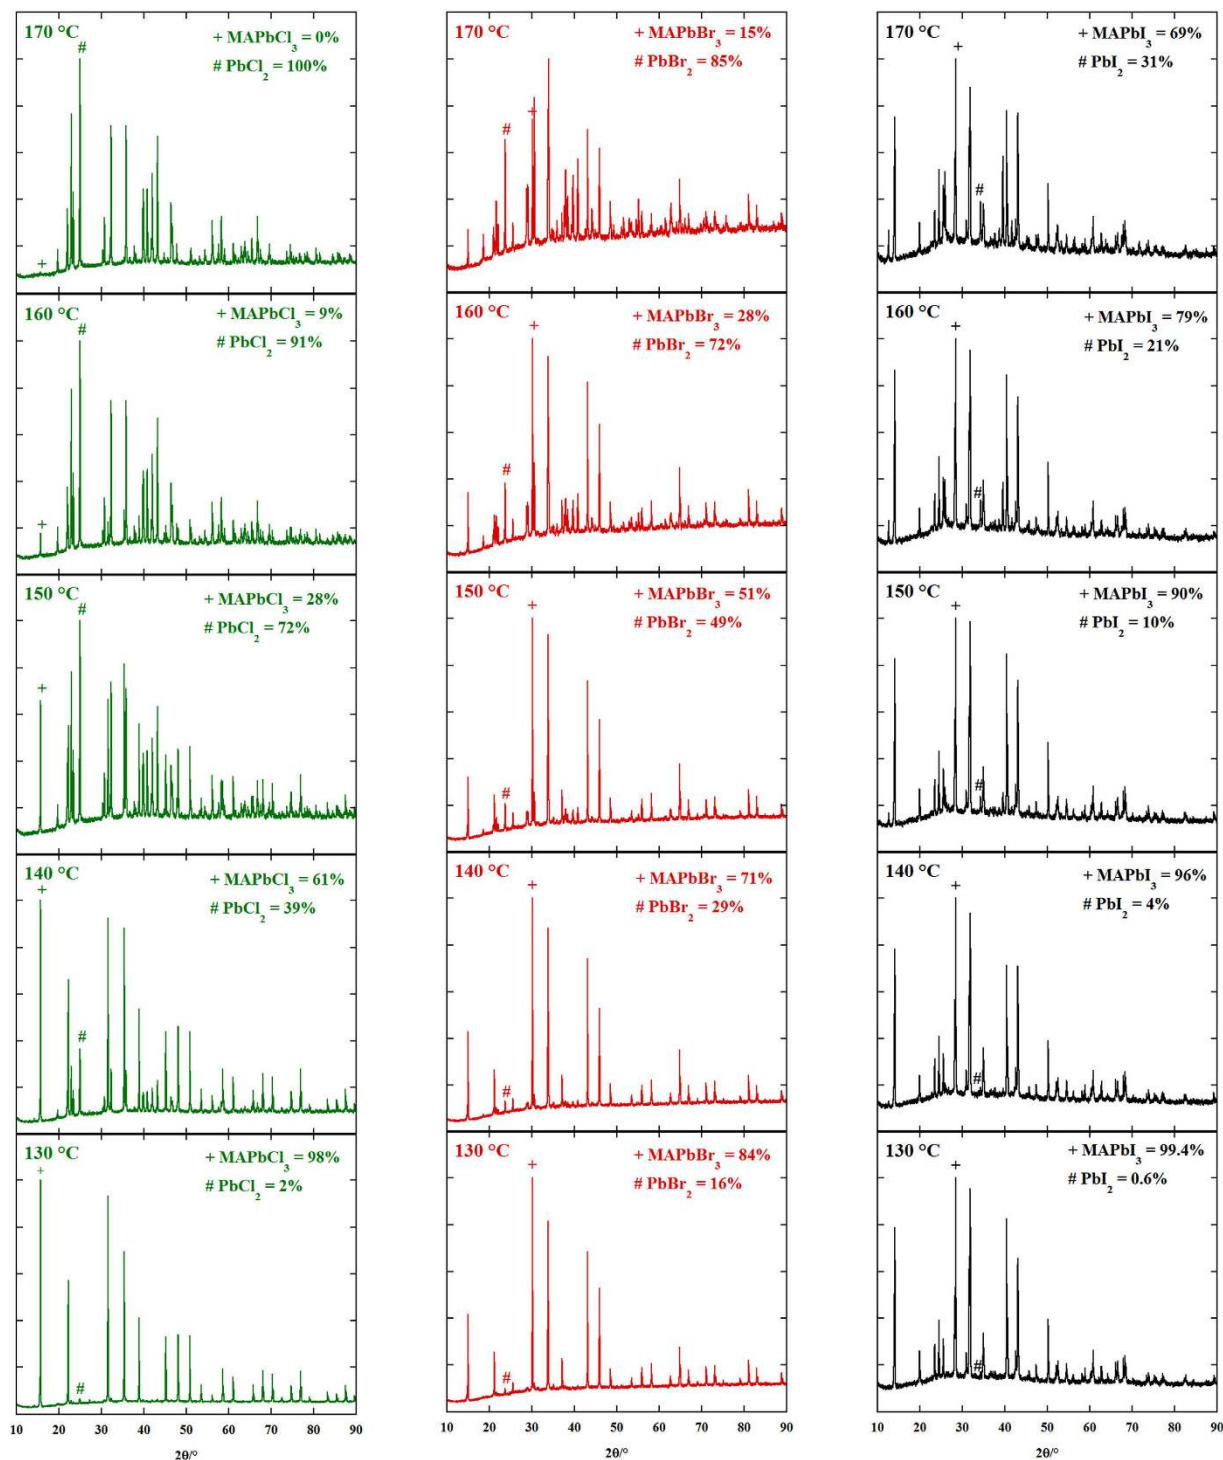 170 °C
+ MAPbCl3 = 0%
# PbCl2 = 100%
#
+
160 °C
+ MAPbCl3 = 9%
# PbCl2 = 91%
#
+
150 °C
+ MAPbCl3 = 28%
# PbCl2 = 72%
#
+
140 °C
+ MAPbCl3 = 61%
# PbCl2 = 39%
+
#
130 °C
+ MAPbCl3 = 98%
# PbCl2 = 2%
+
#
10 20 30 40 50 60 70 80 90
2θ/°
170 °C
+ MAPbBr3 = 15%
# PbBr2 = 85%
#
+
160 °C
+ MAPbBr3 = 28%
# PbBr2 = 72%
+
#
150 °C
+ MAPbBr3 = 51%
# PbBr2 = 49%
+
#
140 °C
+ MAPbBr3 = 71%
# PbBr2 = 29%
+
#
130 °C
+ MAPbBr3 = 84%
# PbBr2 = 16%
+
#
10 20 30 40 50 60 70 80 90
2θ/°
170 °C
+ MAPbI3 = 69%
# PbI2 = 31%
+
#
160 °C
+ MAPbI3 = 79%
# PbI2 = 21%
+
#
150 °C
+ MAPbI3 = 90%
# PbI2 = 10%
+
#
140 °C
+ MAPbI3 = 96%
# PbI2 = 4%
+
#
130 °C
+ MAPbI3 = 99.4%
# PbI2 = 0.6%
+
#
10 20 30 40 50 60 70 80 90
2θ/°